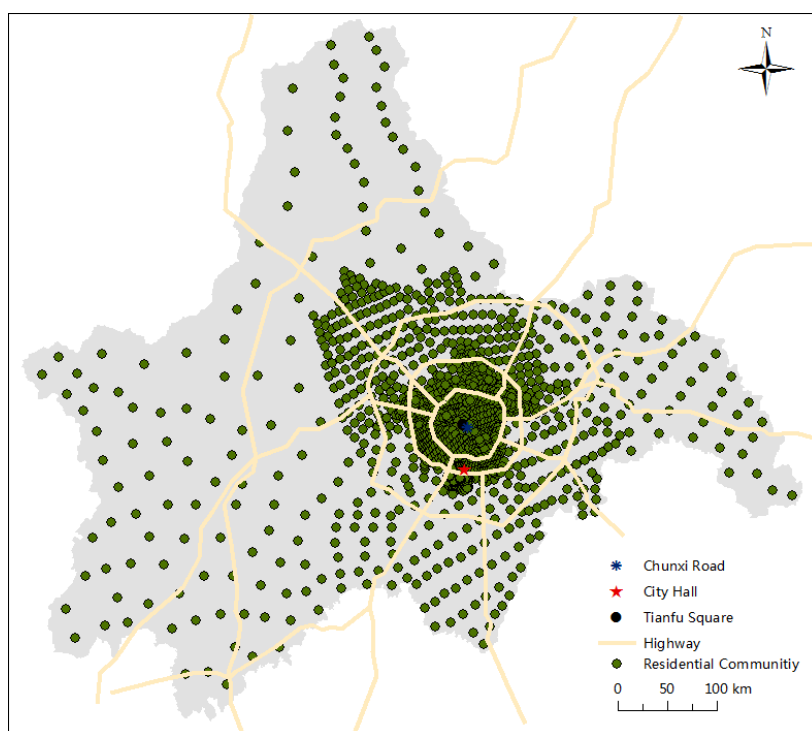 N
Chunxi Road
City Hall
Tianfu Square
Highway
Residential Communitiy
0 50 100 km